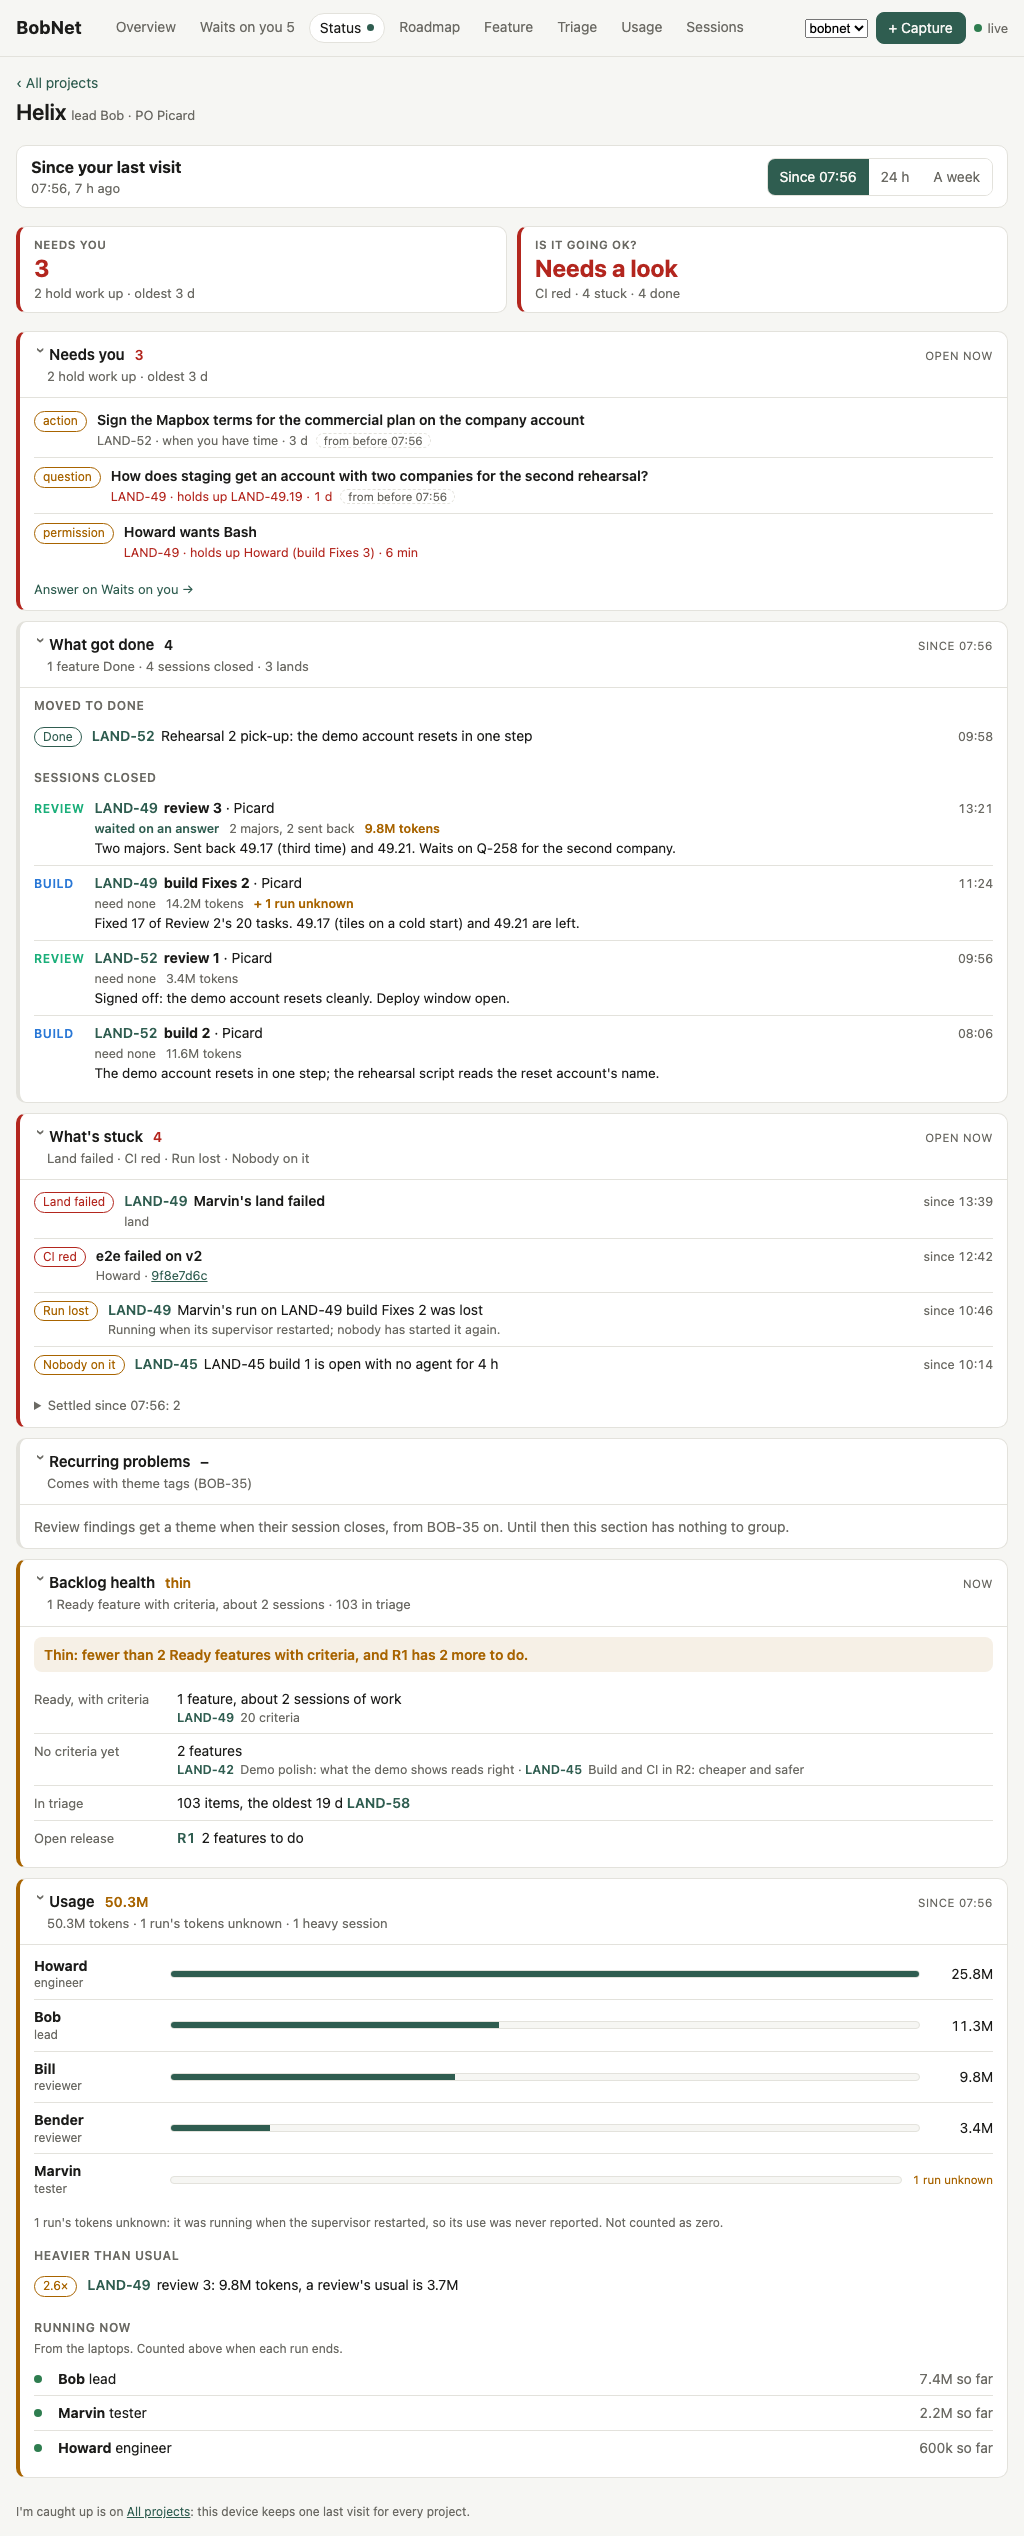 BobNet Overview Waits on you 5 Status Roadmap Feature Triage Usage Sessions bobnet + Capture live
‹ All projects
Helix lead Bob · PO Picard
Since your last visit
07:56, 7 h ago
Since 07:56 24 h A week
NEEDS YOU
3
2 hold work up · oldest 3 d
IS IT GOING OK?
Needs a look
CI red · 4 stuck · 4 done
Needs you 3 OPEN NOW
2 hold work up · oldest 3 d
action Sign the Mapbox terms for the commercial plan on the company account
LAND-52 · when you have time · 3 d from before 07:56
question How does staging get an account with two companies for the second rehearsal?
LAND-49 · holds up LAND-49.19 · 1 d from before 07:56
permission Howard wants Bash
LAND-49 · holds up Howard (build Fixes 3) · 6 min
Answer on Waits on you →
What got done 4 SINCE 07:56
1 feature Done · 4 sessions closed · 3 lands
MOVED TO DONE
Done LAND-52 Rehearsal 2 pick-up: the demo account resets in one step 09:58
SESSIONS CLOSED
REVIEW LAND-49 review 3 · Picard 13:21
waited on an answer 2 majors, 2 sent back 9.8M tokens
Two majors. Sent back 49.17 (third time) and 49.21. Waits on Q-258 for the second company.
BUILD LAND-49 build Fixes 2 · Picard 11:24
need none 14.2M tokens + 1 run unknown
Fixed 17 of Review 2's 20 tasks. 49.17 (tiles on a cold start) and 49.21 are left.
REVIEW LAND-52 review 1 · Picard 09:56
need none 3.4M tokens
Signed off: the demo account resets cleanly. Deploy window open.
BUILD LAND-52 build 2 · Picard 08:06
need none 11.6M tokens
The demo account resets in one step; the rehearsal script reads the reset account's name.
What's stuck 4 OPEN NOW
Land failed · CI red · Run lost · Nobody on it
Land failed LAND-49 Marvin's land failed since 13:39
land
CI red e2e failed on v2 since 12:42
Howard · 9f8e7d6c
Run lost LAND-49 Marvin's run on LAND-49 build Fixes 2 was lost since 10:46
Running when its supervisor restarted; nobody has started it again.
Nobody on it LAND-45 LAND-45 build 1 is open with no agent for 4 h since 10:14
Settled since 07:56: 2
Recurring problems –
Comes with theme tags (BOB-35)
Review findings get a theme when their session closes, from BOB-35 on. Until then this section has nothing to group.
Backlog health thin NOW
1 Ready feature with criteria, about 2 sessions · 103 in triage
Thin: fewer than 2 Ready features with criteria, and R1 has 2 more to do.
Ready, with criteria 1 feature, about 2 sessions of work
LAND-49 20 criteria
No criteria yet 2 features
LAND-42 Demo polish: what the demo shows reads right · LAND-45 Build and CI in R2: cheaper and safer
In triage 103 items, the oldest 19 d LAND-58
Open release R1 2 features to do
Usage 50.3M SINCE 07:56
50.3M tokens · 1 run's tokens unknown · 1 heavy session
Howard 25.8M
engineer
Bob 11.3M
lead
Bill 9.8M
reviewer
Bender 3.4M
reviewer
Marvin 1 run unknown
tester
1 run's tokens unknown: it was running when the supervisor restarted, so its use was never reported. Not counted as zero.
HEAVIER THAN USUAL
2.6× LAND-49 review 3: 9.8M tokens, a review's usual is 3.7M
RUNNING NOW
From the laptops. Counted above when each run ends.
Bob lead 7.4M so far
Marvin tester 2.2M so far
Howard engineer 600k so far
I'm caught up is on All projects: this device keeps one last visit for every project.